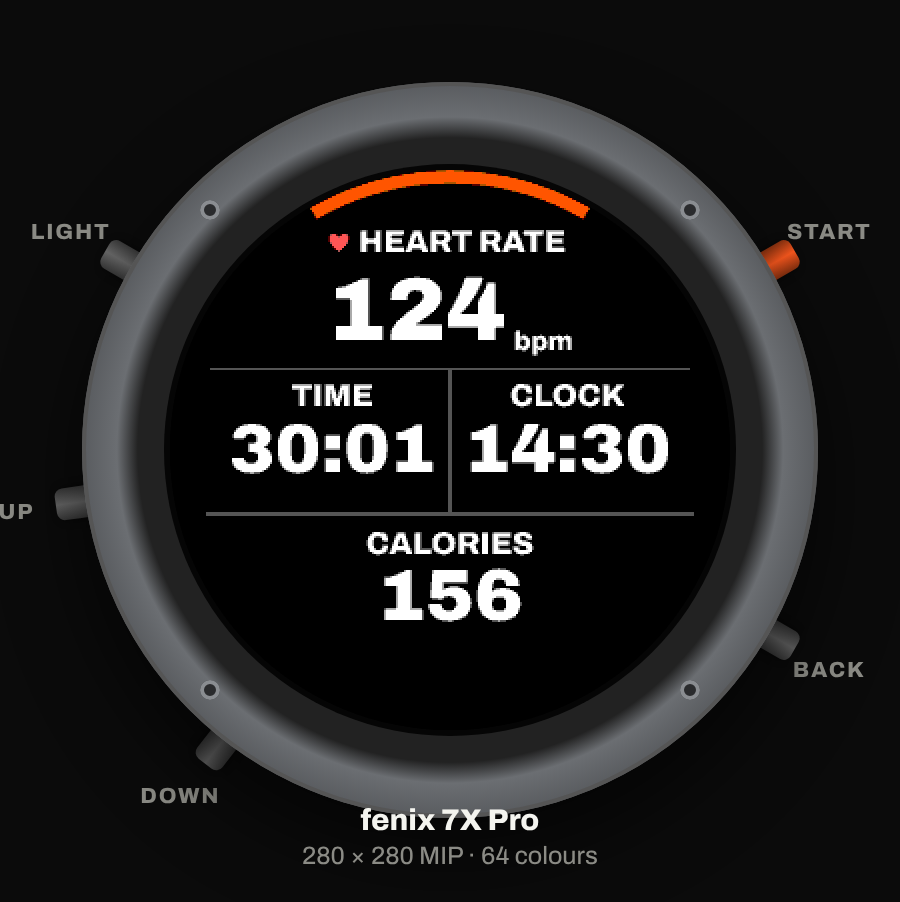 LIGHT
START
HEART RATE
124 bpm
TIME
CLOCK
30:01
14:30
UP
CALORIES
156
BACK
DOWN
fenix 7X Pro
280 × 280 MIP · 64 colours